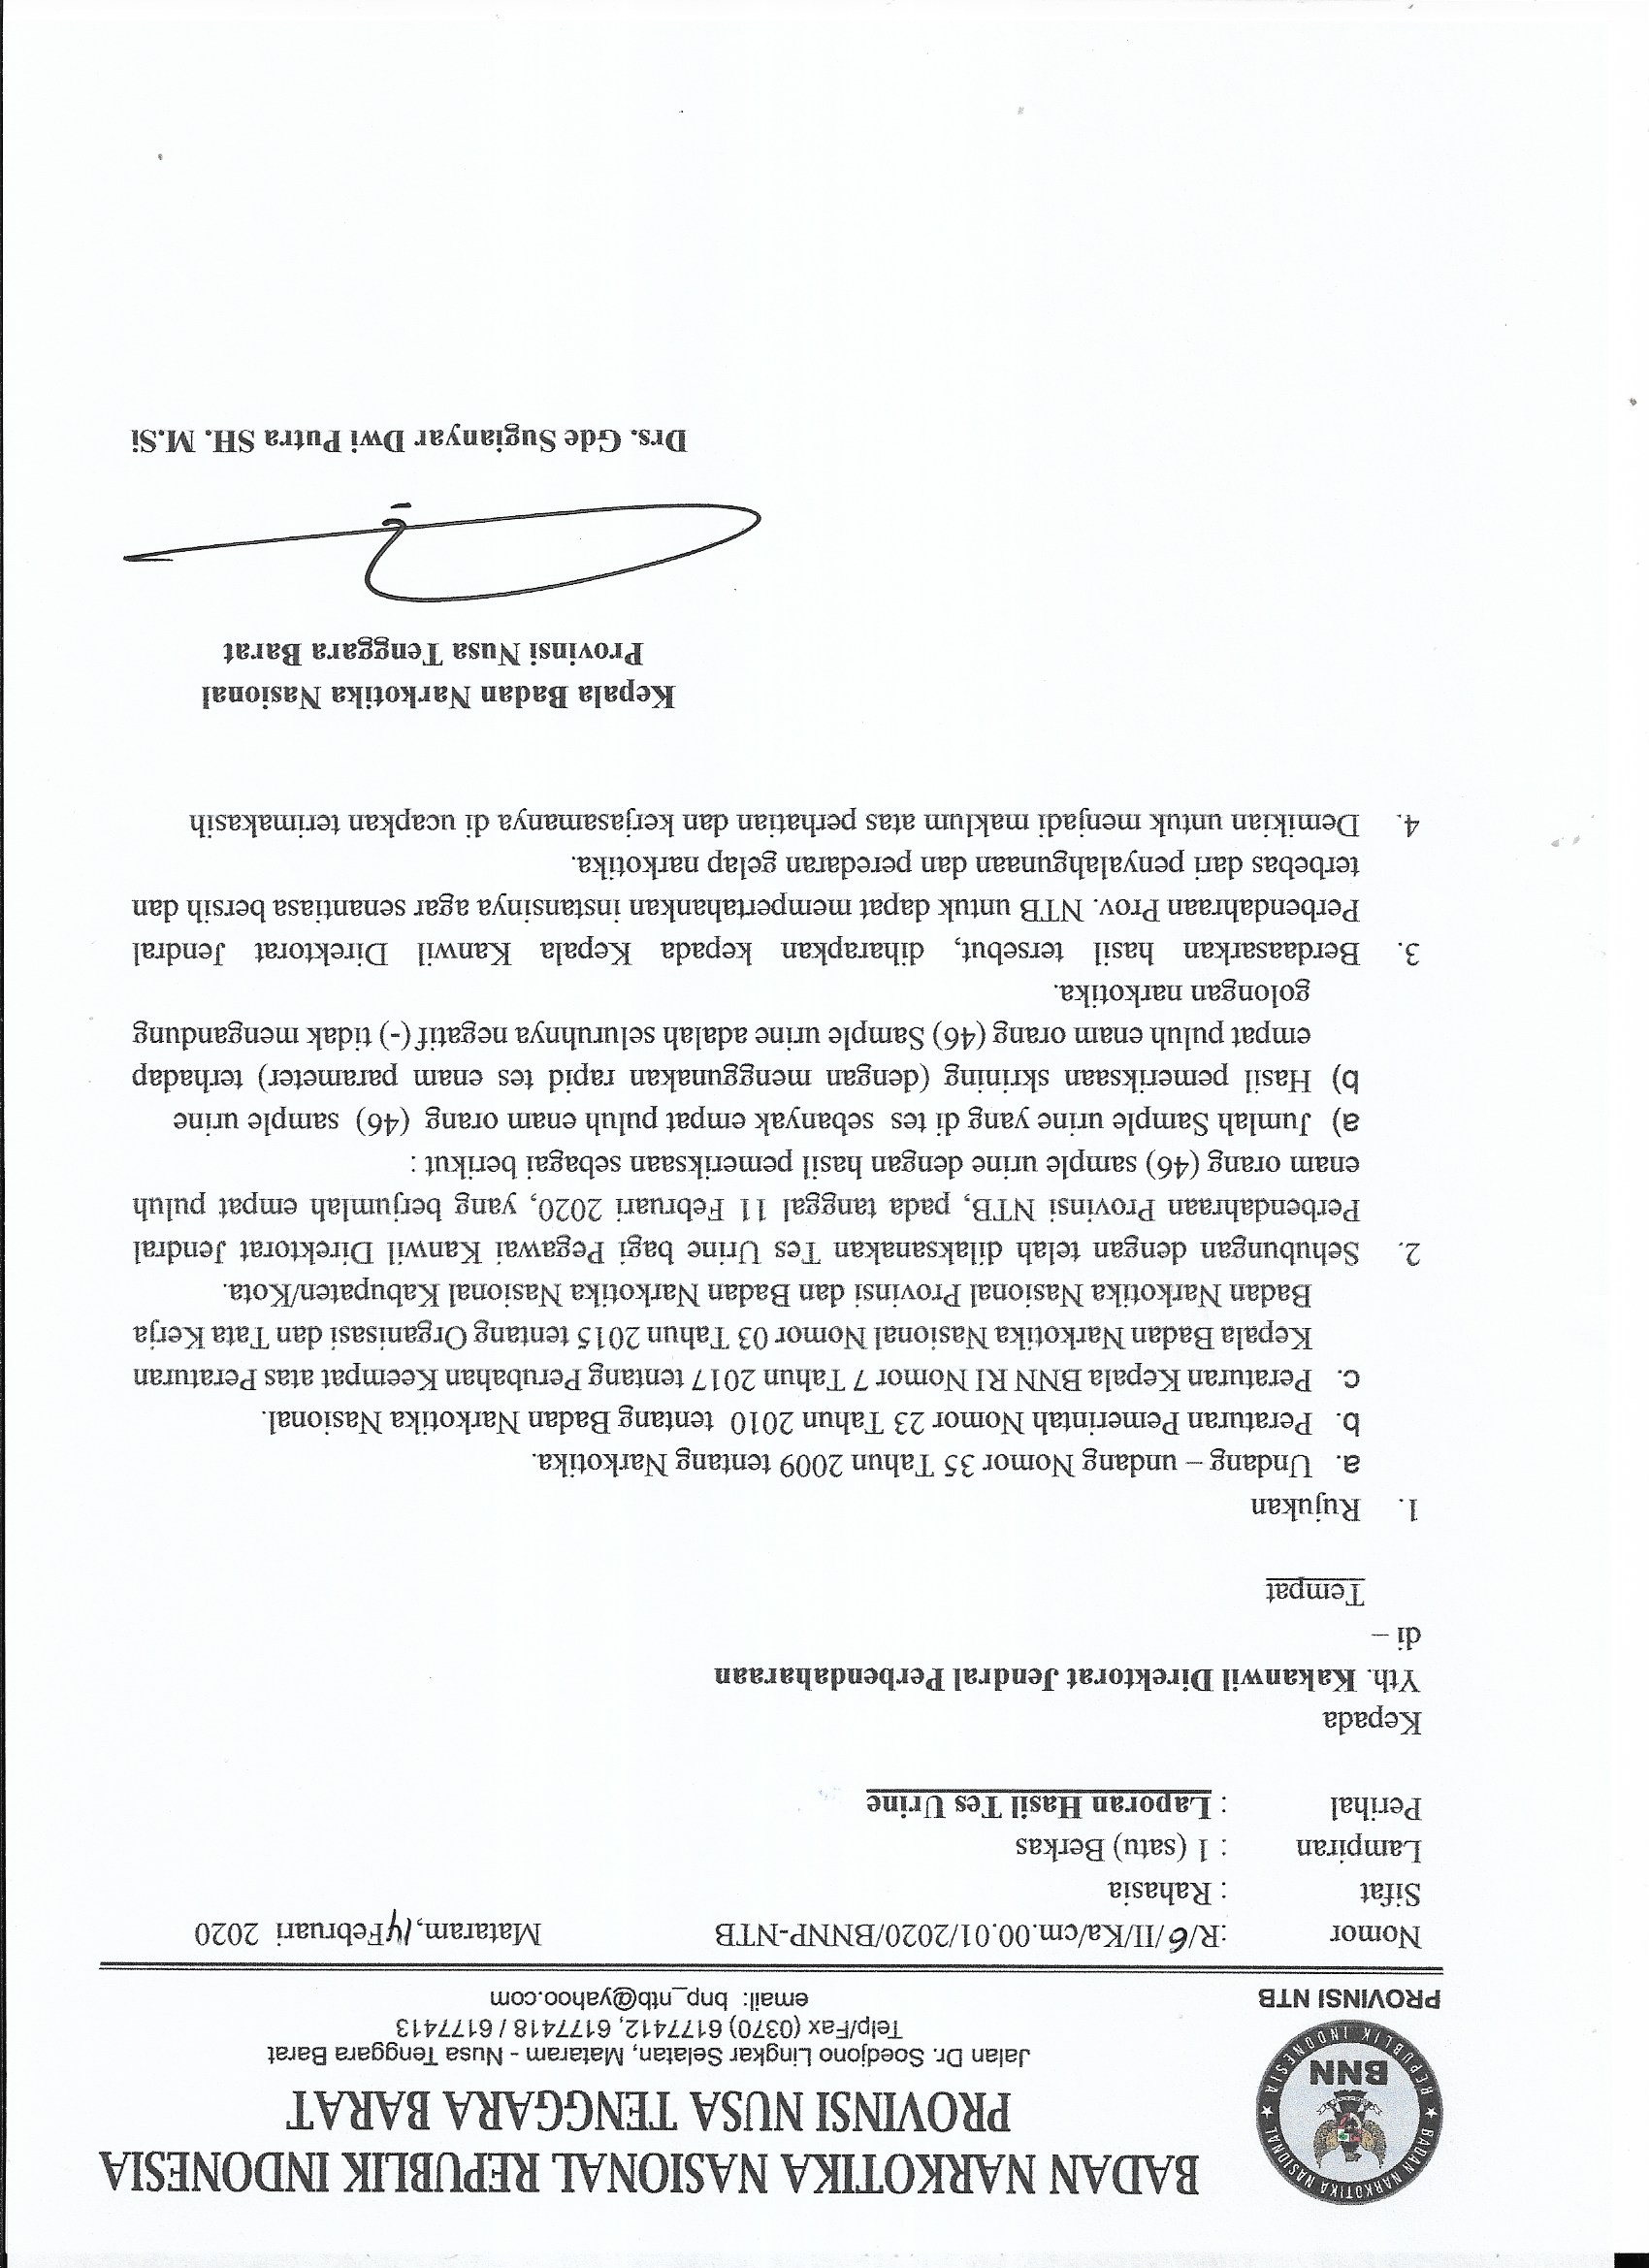 BADAN NARKOTIKA NASIONAL REPUBLIK INDONESIA
PROVINSI NUSA TENGGARA BARAT
Jalan Dr. Soedjono Lingkar Selatan, Mataram - Nusa Tenggara Barat
Telp/Fax (0370) 6177412, 6177418 / 6177413
email: bnp_ntb@yahoo.com
BADAN NARKOTIKA NASIONAL
BNN
REPUBLIK INDONESIA
PROVINSI NTB
Nomor :R/6/II/Ka/cm.00.01/2020/BNNP-NTB Mataram, 14 Februari 2020
Sifat : Rahasia
Lampiran : 1 (satu) Berkas
Perihal : Laporan Hasil Tes Urine
Kepada
Yth. Kakanwil Direktorat Jendral Perbendaharaan
di –
Tempat
1. Rujukan
a. Undang – undang Nomor 35 Tahun 2009 tentang Narkotika.
b. Peraturan Pemerintah Nomor 23 Tahun 2010 tentang Badan Narkotika Nasional.
c. Peraturan Kepala BNN RI Nomor 7 Tahun 2017 tentang Perubahan Keempat atas Peraturan
Kepala Badan Narkotika Nasional Nomor 03 Tahun 2015 tentang Organisasi dan Tata Kerja
Badan Narkotika Nasional Provinsi dan Badan Narkotika Nasional Kabupaten/Kota.
2. Sehubungan dengan telah dilaksanakan Tes Urine bagi Pegawai Kanwil Direktorat Jendral
Perbendahraan Provinsi NTB, pada tanggal 11 Februari 2020, yang berjumlah empat puluh
enam orang (46) sample urine dengan hasil pemeriksaan sebagai berikut :
a) Jumlah Sample urine yang di tes sebanyak empat puluh enam orang (46) sample urine
b) Hasil pemeriksaan skrining (dengan menggunakan rapid tes enam parameter) terhadap
empat puluh enam orang (46) Sample urine adalah seluruhnya negatif (-) tidak mengandung
golongan narkotika.
3. Berdaasarkan hasil tersebut, diharapkan kepada Kepala Kanwil Direktorat Jendral
Perbendahraan Prov. NTB untuk dapat mempertahankan instansinya agar senantiasa bersih dan
terbebas dari penyalahgunaan dan peredaran gelap narkotika.
4. Demikian untuk menjadi maklum atas perhatian dan kerjasamanya di ucapkan terimakasih
Kepala Badan Narkotika Nasional
Provinsi Nusa Tenggara Barat
Drs. Gde Sugianyar Dwi Putra SH. M.Si